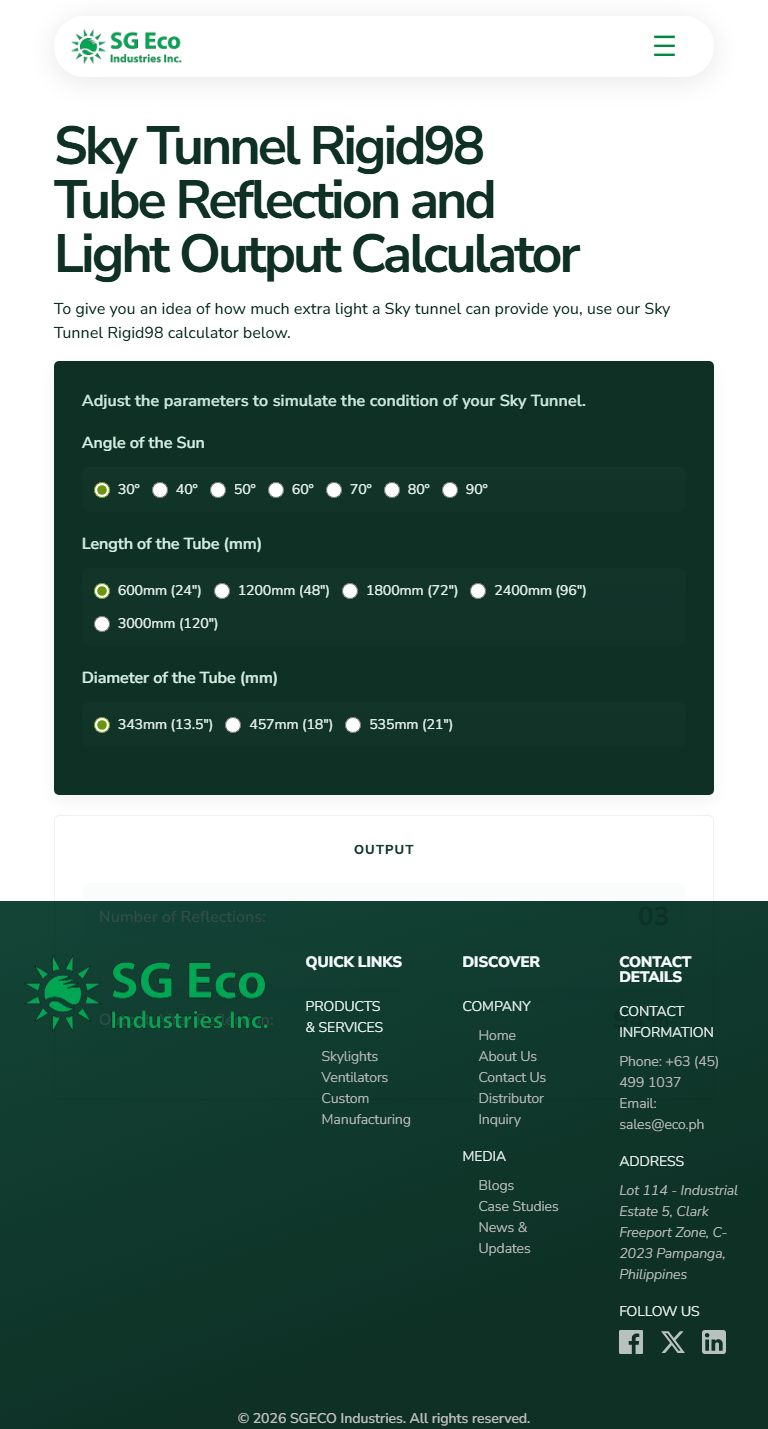 SG Eco
Industries Inc.
Sky Tunnel Rigid98
Tube Reflection and
Light Output Calculator
To give you an idea of how much extra light a Sky tunnel can provide you, use our Sky
Tunnel Rigid98 calculator below.
Adjust the parameters to simulate the condition of your Sky Tunnel.
Angle of the Sun
30° 40° 50° 60° 70° 80° 90°
Length of the Tube (mm)
600mm (24") 1200mm (48") 1800mm (72") 2400mm (96")
3000mm (120")
Diameter of the Tube (mm)
343mm (13.5") 457mm (18") 535mm (21")
OUTPUT
Number of Reflections: 03
SG Eco
Industries Inc.
QUICK LINKS
PRODUCTS
& SERVICES
Skylights
Ventilators
Custom
Manufacturing
DISCOVER
COMPANY
Home
About Us
Contact Us
Distributor
Inquiry
MEDIA
Blogs
Case Studies
News &
Updates
CONTACT
DETAILS
CONTACT
INFORMATION
Phone: +63 (45)
499 1037
Email:
sales@eco.ph
ADDRESS
Lot 114 - Industrial
Estate 5, Clark
Freeport Zone, C-
2023 Pampanga,
Philippines
FOLLOW US
© 2026 SGECO Industries. All rights reserved.